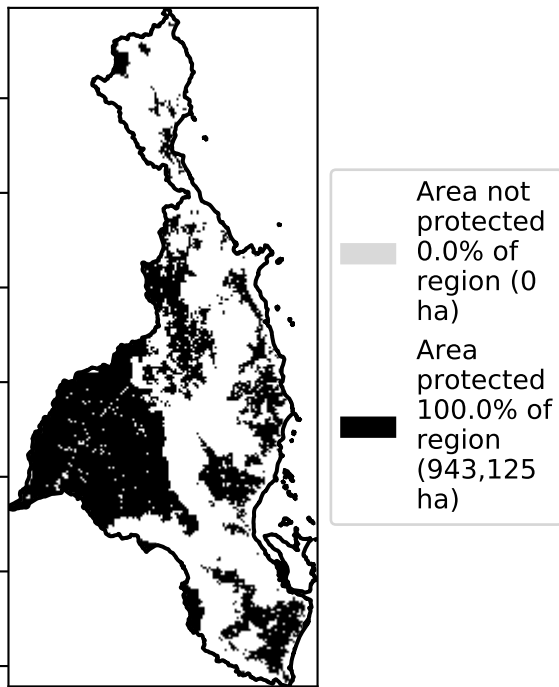 Area not
protected
0.0% of
region (0
ha)
Area
protected
100.0% of
region
(943,125
ha)